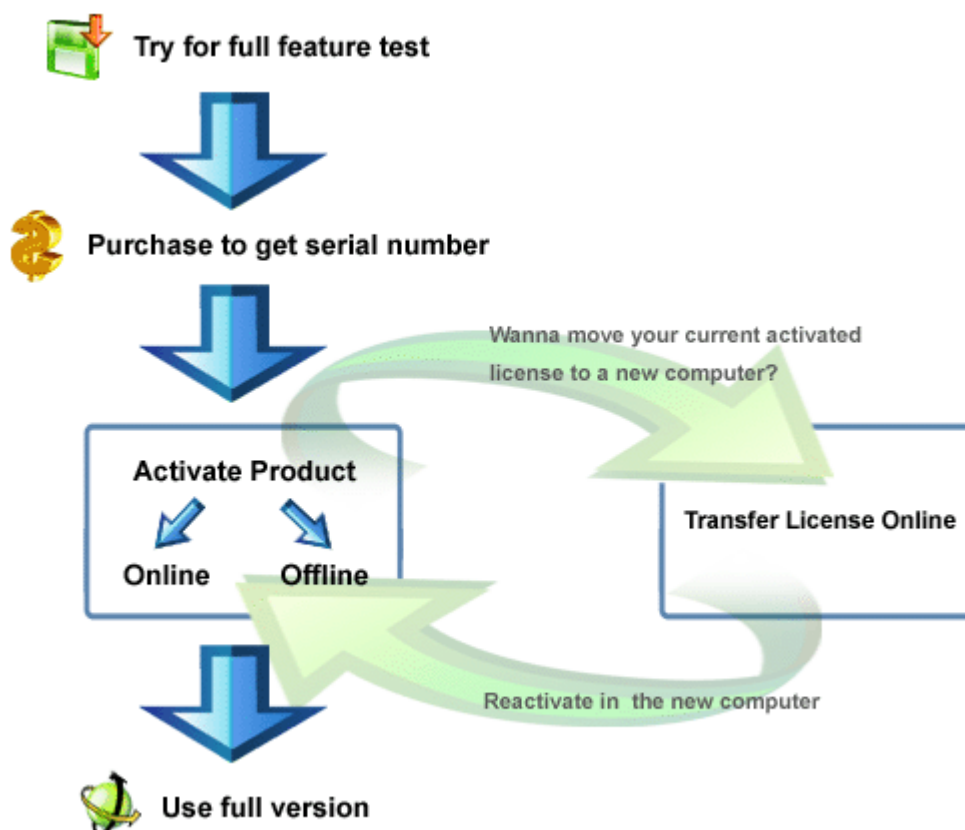 Try for full feature test
Purchase to get serial number
Wanna move your current activated
license to a new computer?
Activate Product
Online
Offline
Transfer License Online
Reactivate in the new computer
Use full version